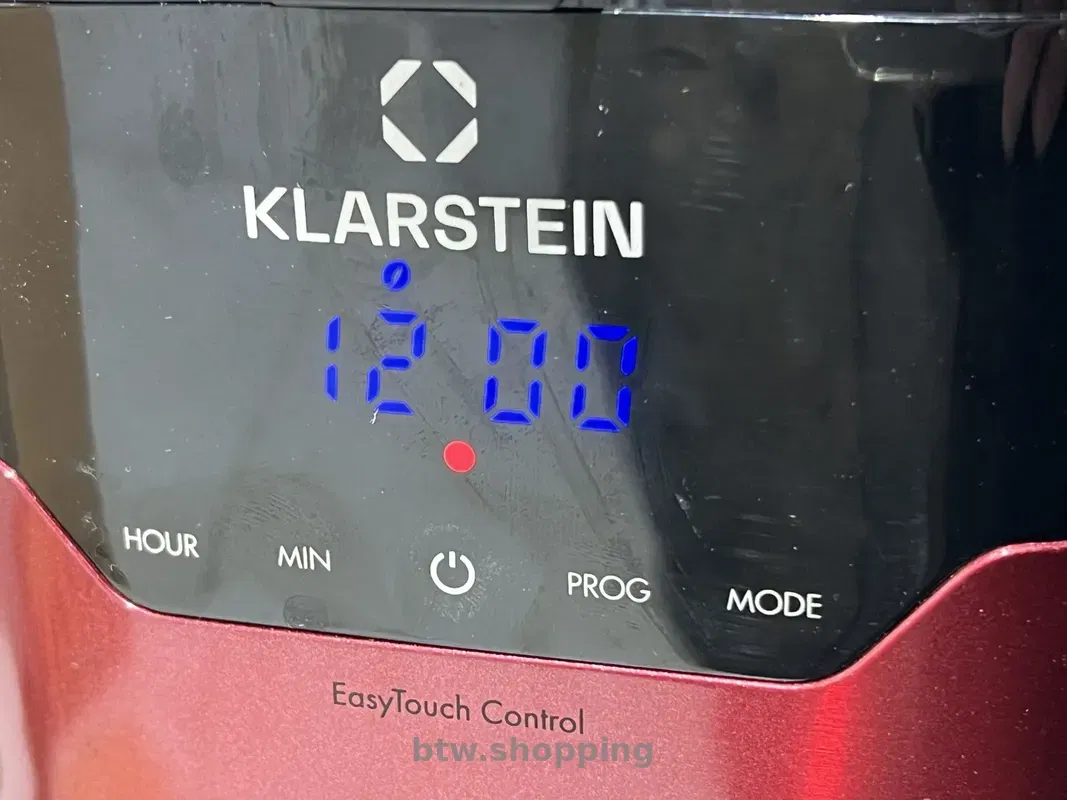 KLARSTEIN
12 00
HOUR MIN PROG MODE
EasyTouch Control
btw.shopping